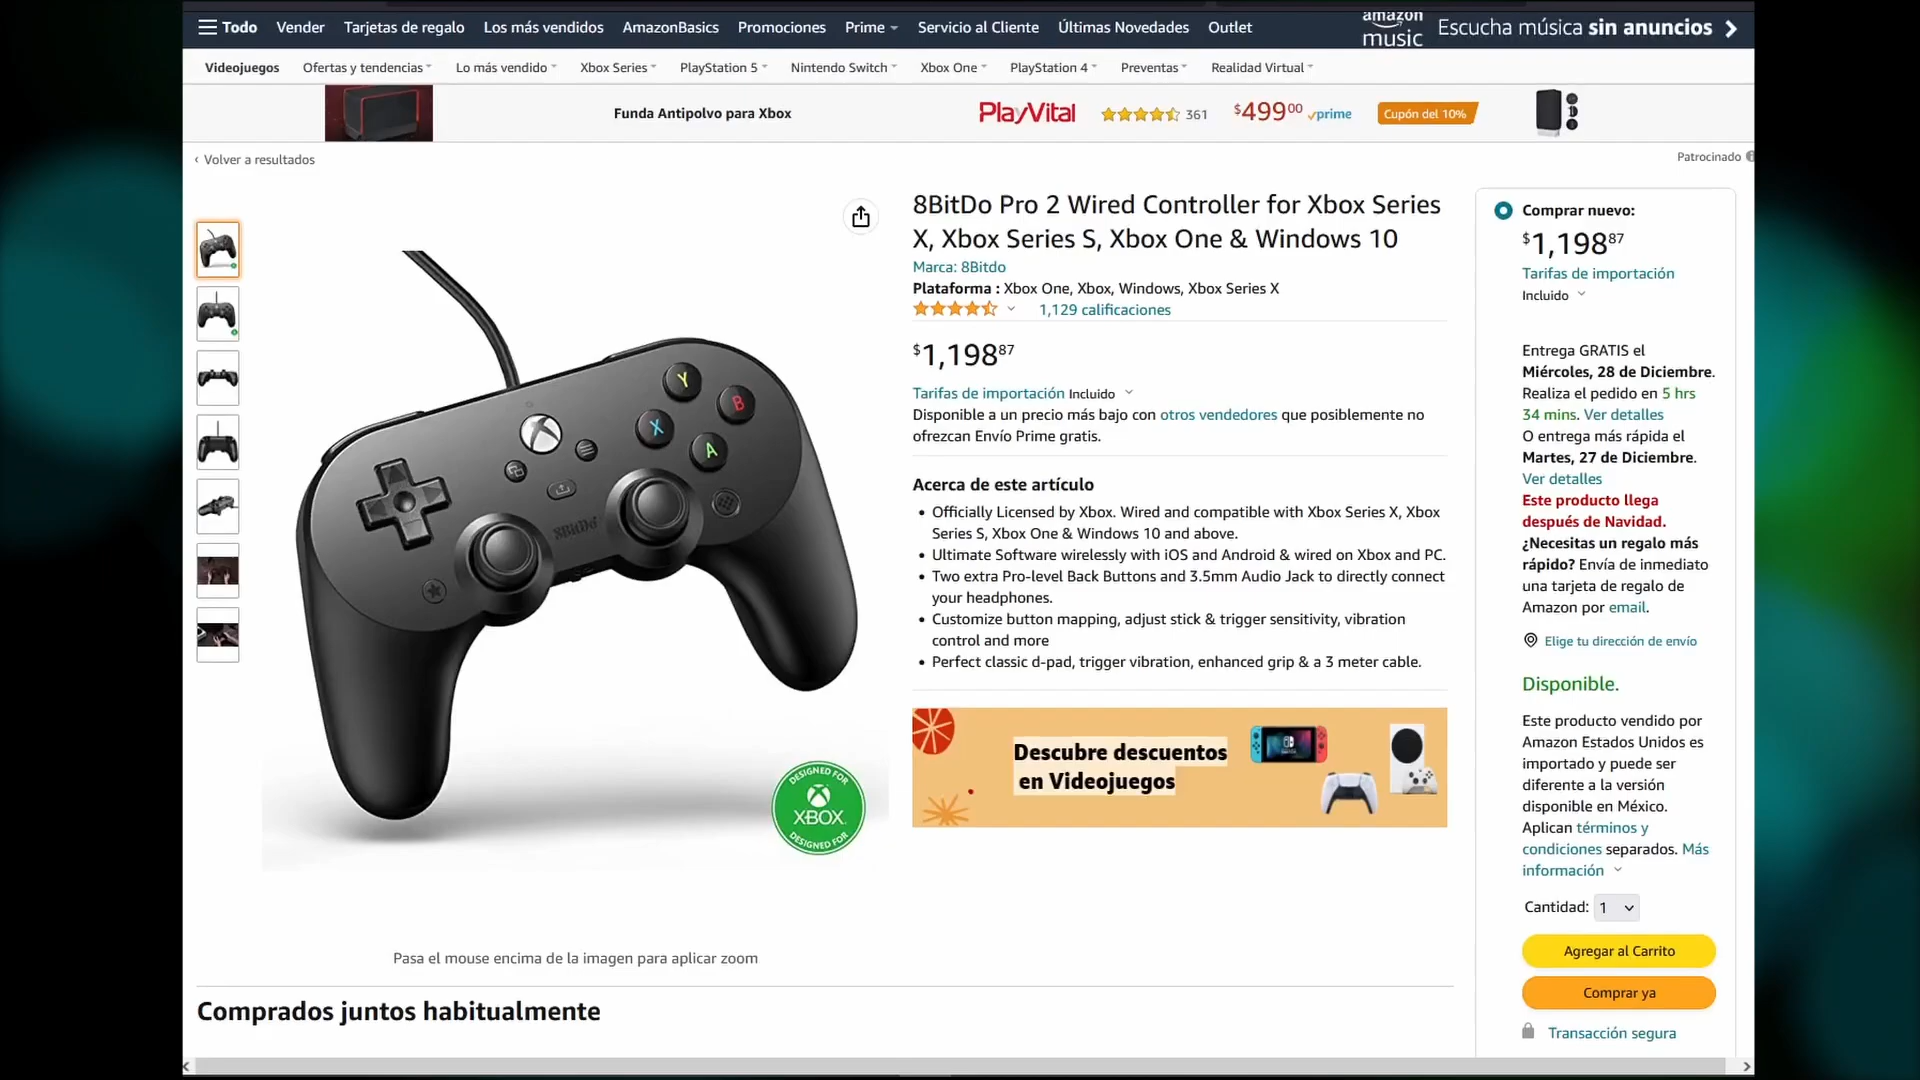 Todo Vender Tarjetas de regalo Los más vendidos AmazonBasics Promociones Prime Servicio al Cliente Últimas Novedades Outlet
amazon music Escucha música sin anuncios
Videojuegos Ofertas y tendencias Lo más vendido Xbox Series PlayStation 5 Nintendo Switch Xbox One PlayStation 4 Preventas Realidad Virtual
Funda Antipolvo para Xbox PlayVital 361 $499⁰⁰ prime Cupón del 10%
‹ Volver a resultados
Patrocinado
8BitDo Pro 2 Wired Controller for Xbox Series
X, Xbox Series S, Xbox One & Windows 10
Marca: 8Bitdo
Plataforma : Xbox One, Xbox, Windows, Xbox Series X
1,129 calificaciones
$1,198⁸⁷
Tarifas de importación Incluido
Disponible a un precio más bajo con otros vendedores que posiblemente no
ofrezcan Envío Prime gratis.
Acerca de este artículo
• Officially Licensed by Xbox. Wired and compatible with Xbox Series X, Xbox
Series S, Xbox One & Windows 10 and above.
• Ultimate Software wirelessly with iOS and Android & wired on Xbox and PC.
• Two extra Pro-level Back Buttons and 3.5mm Audio Jack to directly connect
your headphones.
• Customize button mapping, adjust stick & trigger sensitivity, vibration
control and more
• Perfect classic d-pad, trigger vibration, enhanced grip & a 3 meter cable.
Descubre descuentos
en Videojuegos
Y
B
X
A
8BitDo
DESIGNED FOR
XBOX
DESIGNED FOR
Pasa el mouse encima de la imagen para aplicar zoom
Comprados juntos habitualmente
Comprar nuevo:
$1,198⁸⁷
Tarifas de importación
Incluido
Entrega GRATIS el
Miércoles, 28 de Diciembre.
Realiza el pedido en 5 hrs
34 mins. Ver detalles
O entrega más rápida el
Martes, 27 de Diciembre.
Ver detalles
Este producto llega
después de Navidad.
¿Necesitas un regalo más
rápido? Envía de inmediato
una tarjeta de regalo de
Amazon por email.
Elige tu dirección de envío
Disponible.
Este producto vendido por
Amazon Estados Unidos es
importado y puede ser
diferente a la versión
disponible en México.
Aplican términos y
condiciones separados. Más
información
Cantidad: 1
Agregar al Carrito
Comprar ya
Transacción segura